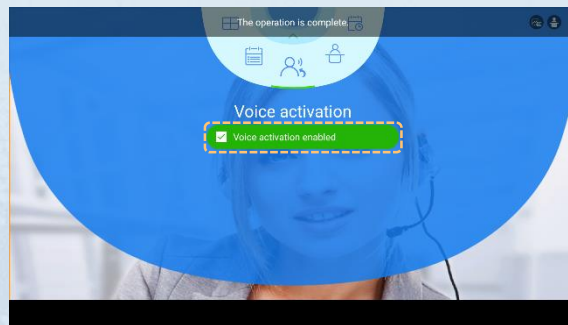 The operation is complete.
Voice activation
Voice activation enabled